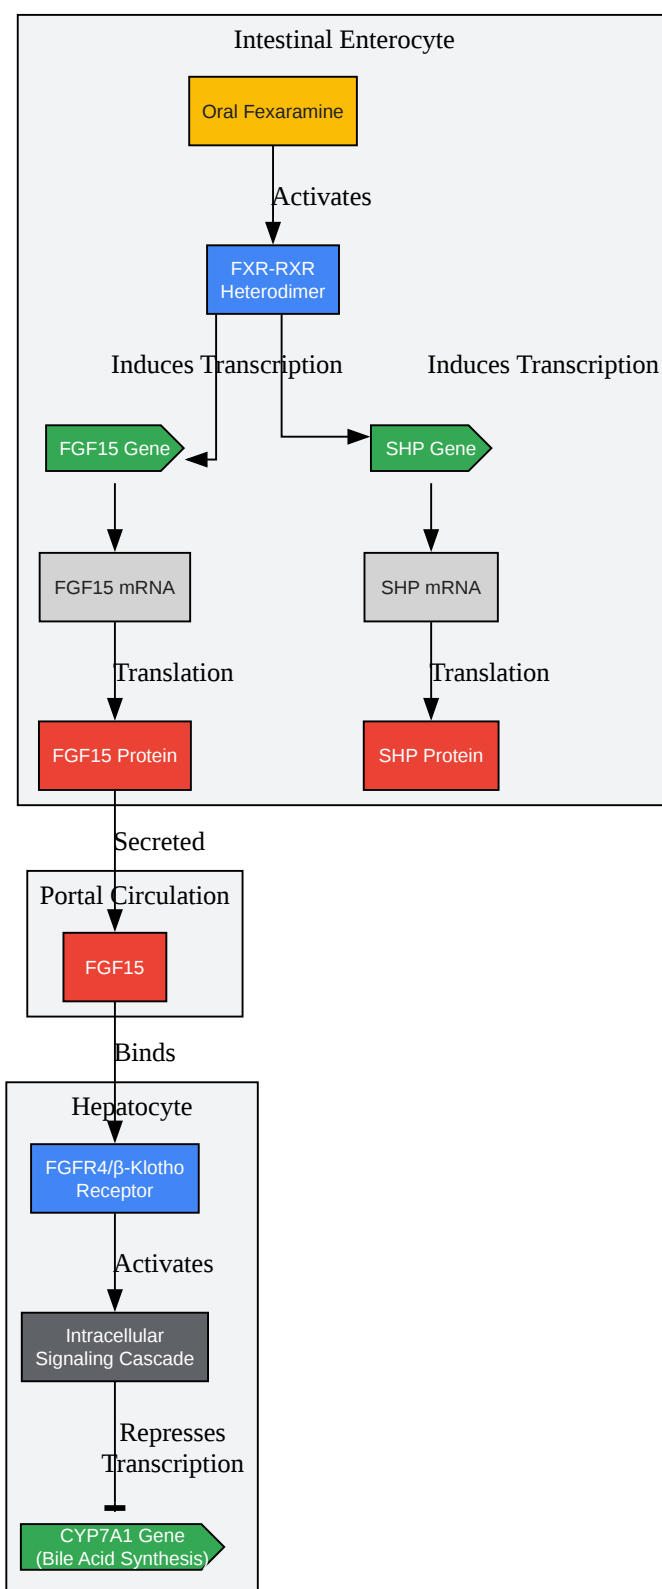 Intestinal Enterocyte
Oral Fexaramine
Activates
FXR-RXR
Heterodimer
Induces Transcription
Induces Transcription
FGF15 Gene
SHP Gene
FGF15 mRNA
SHP mRNA
Translation
Translation
FGF15 Protein
SHP Protein
Secreted
Portal Circulation
FGF15
Binds
Hepatocyte
FGFR4/β-Klotho
Receptor
Activates
Intracellular
Signaling Cascade
Represses
Transcription
CYP7A1 Gene
(Bile Acid Synthesis)